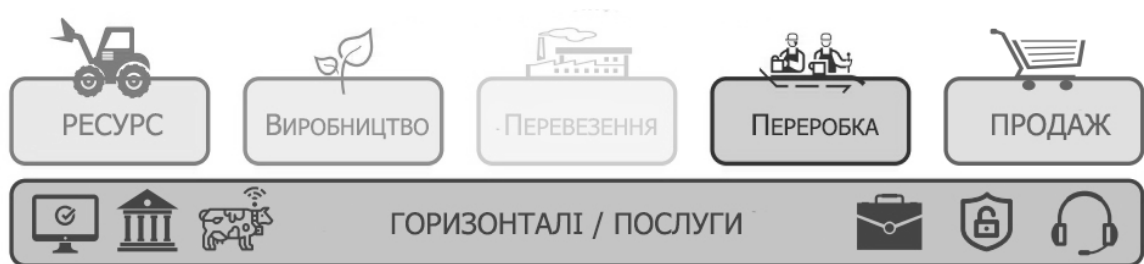 РЕСУРС
ВИРОБНИЦТВО
ПЕРЕВЕЗЕННЯ
ПЕРЕРОБКА
ПРОДАЖ
ГОРИЗОНТАЛІ / ПОСЛУГИ